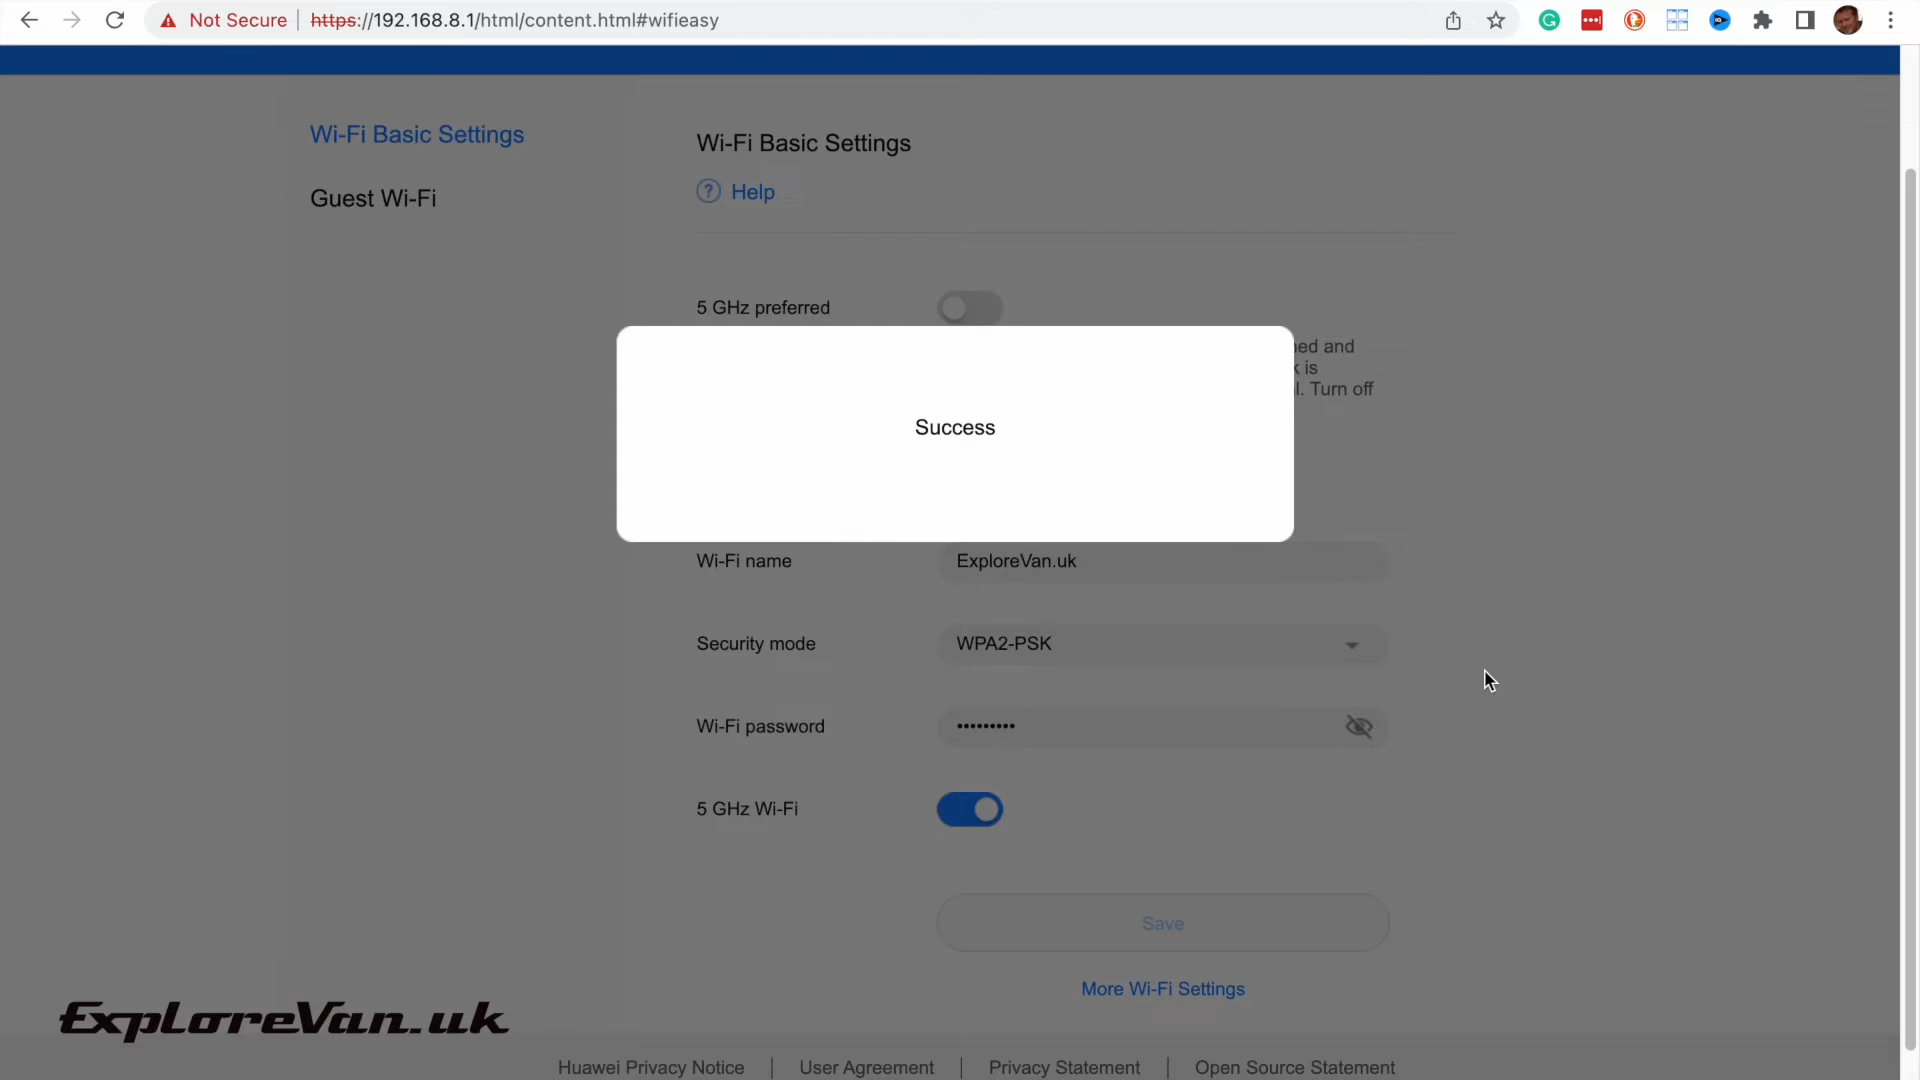 Not Secure
https://192.168.8.1/html/content.html#wifieasy
Wi-Fi Basic Settings
Guest Wi-Fi
Wi-Fi Basic Settings
? Help
5 GHz preferred
and
is
Turn off
Success
Wi-Fi name
ExploreVan.uk
Security mode
WPA2-PSK
Wi-Fi password
•••••••••
5 GHz Wi-Fi
Save
More Wi-Fi Settings
ExpLoreVan.uk
Huawei Privacy Notice | User Agreement | Privacy Statement | Open Source Statement